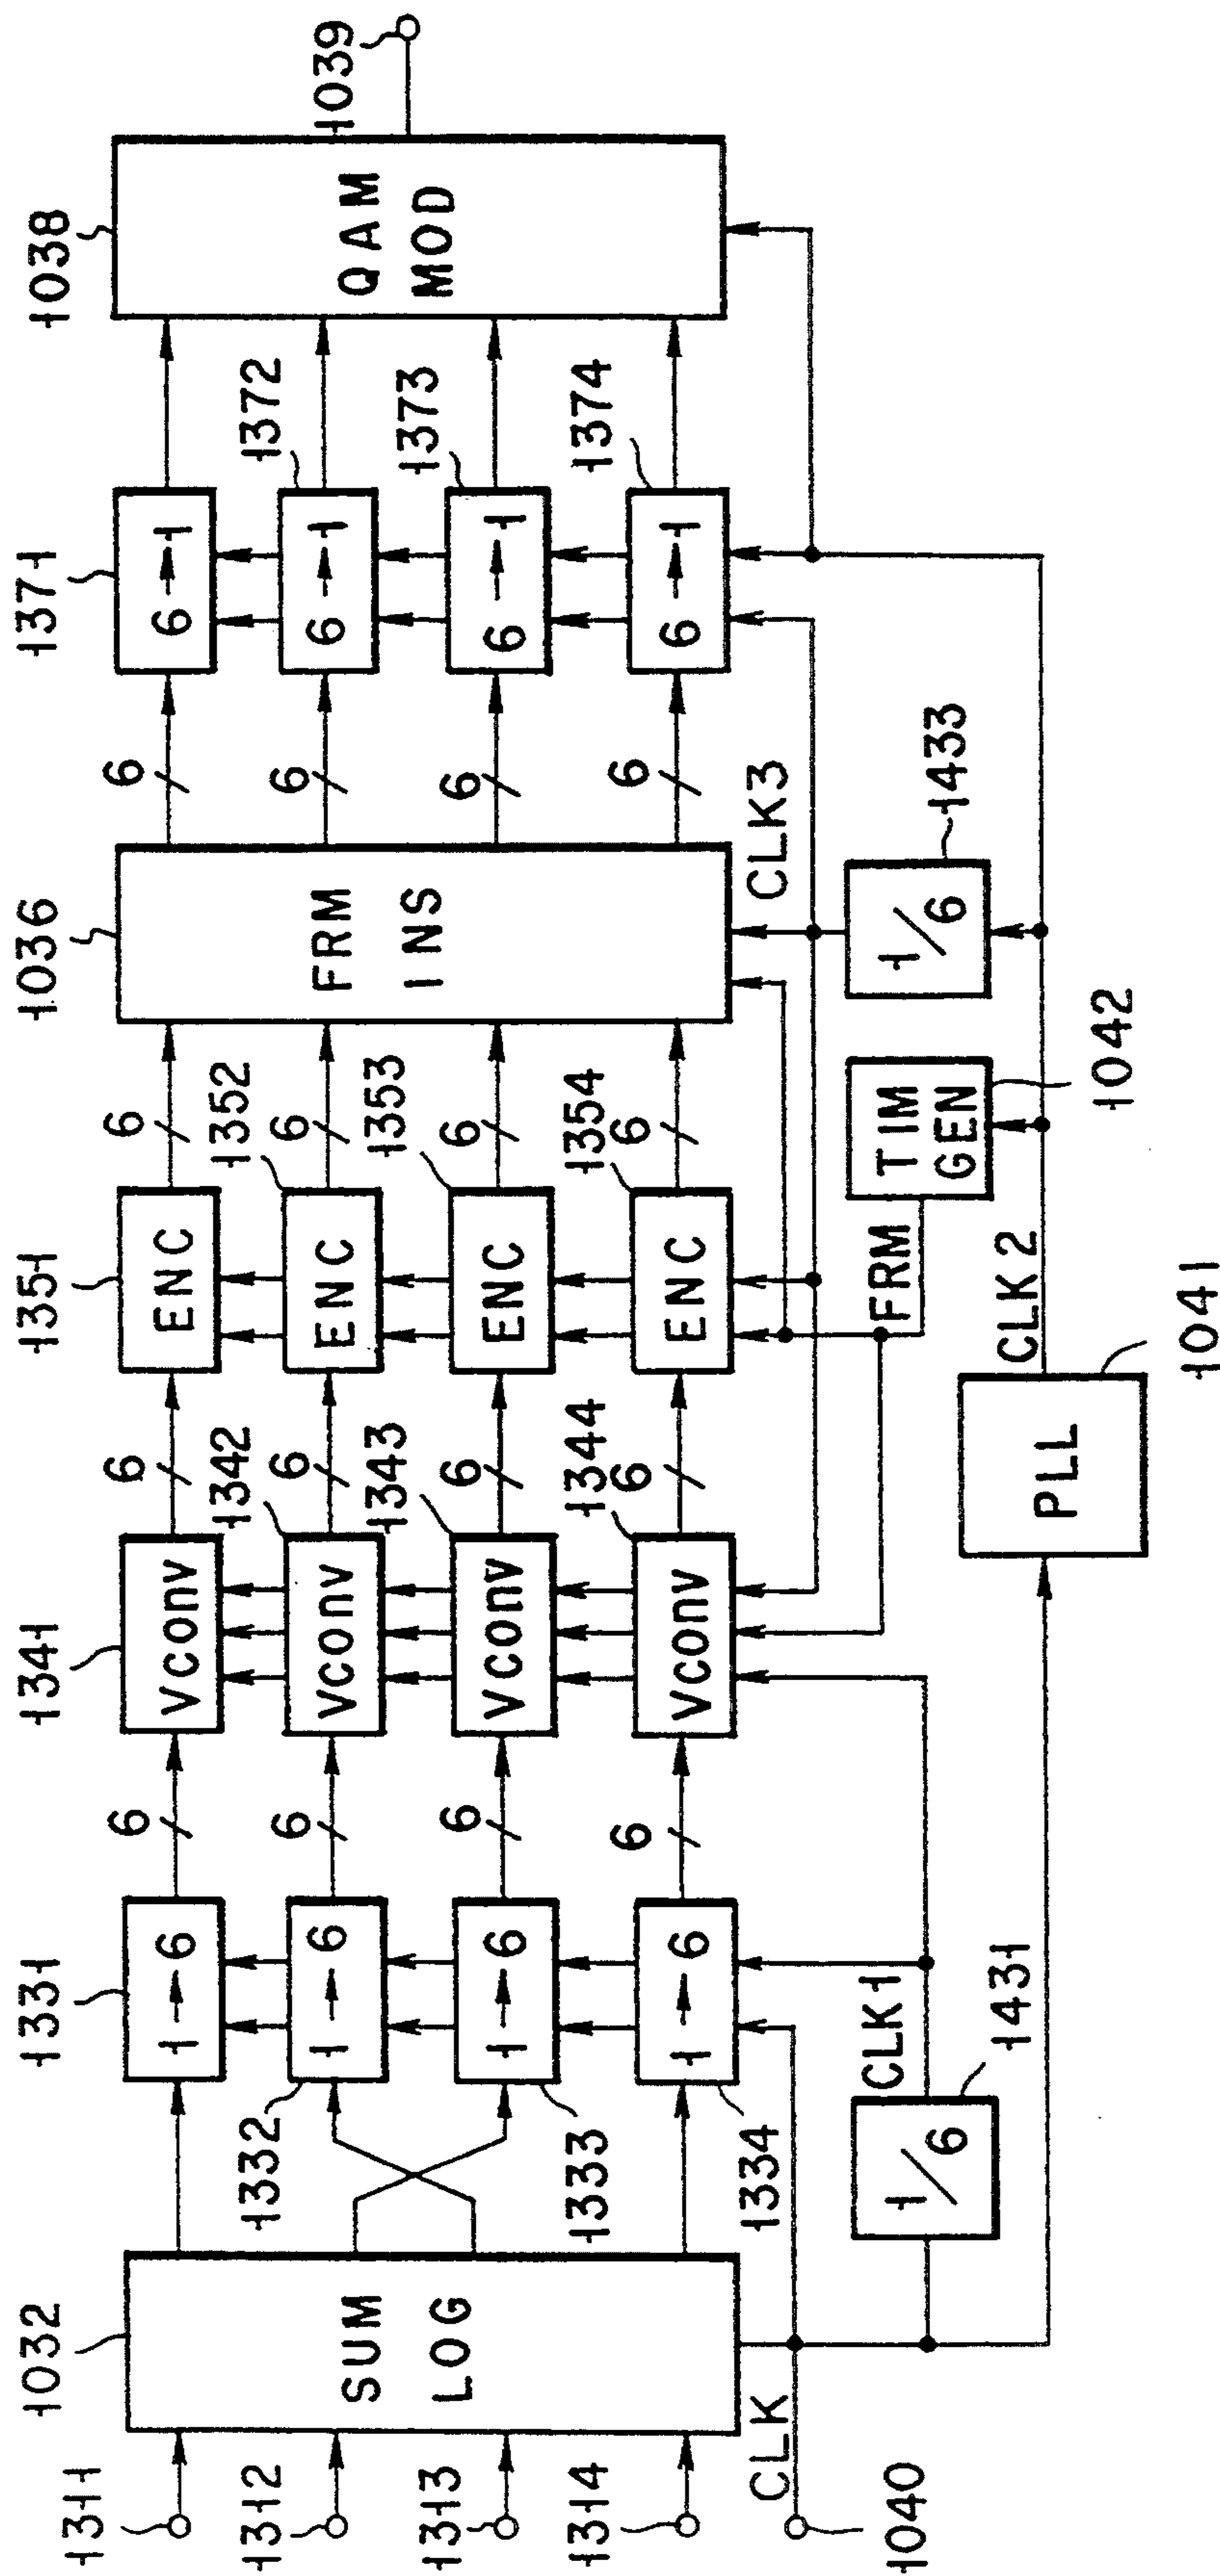 1311
1312
1313
1314
CLK
1040
1032
SUM
LOG
1331
1 → 6
1332
1 → 6
1333
1 → 6
1334
1 → 6
CLK1
1/6
1431
6
6
6
6
1341
Vconv
1342
Vconv
1343
Vconv
1344
Vconv
6
6
6
6
PLL
1041
CLK2
1351
ENC
1352
ENC
1353
ENC
1354
ENC
FRM
TIM
GEN
1042
6
6
6
6
1036
FRM
INS
CLK3
1/6
1433
6
6
6
6
1371
6 → 1
1372
6 → 1
1373
6 → 1
1374
6 → 1
1038
QAM
MOD
1039